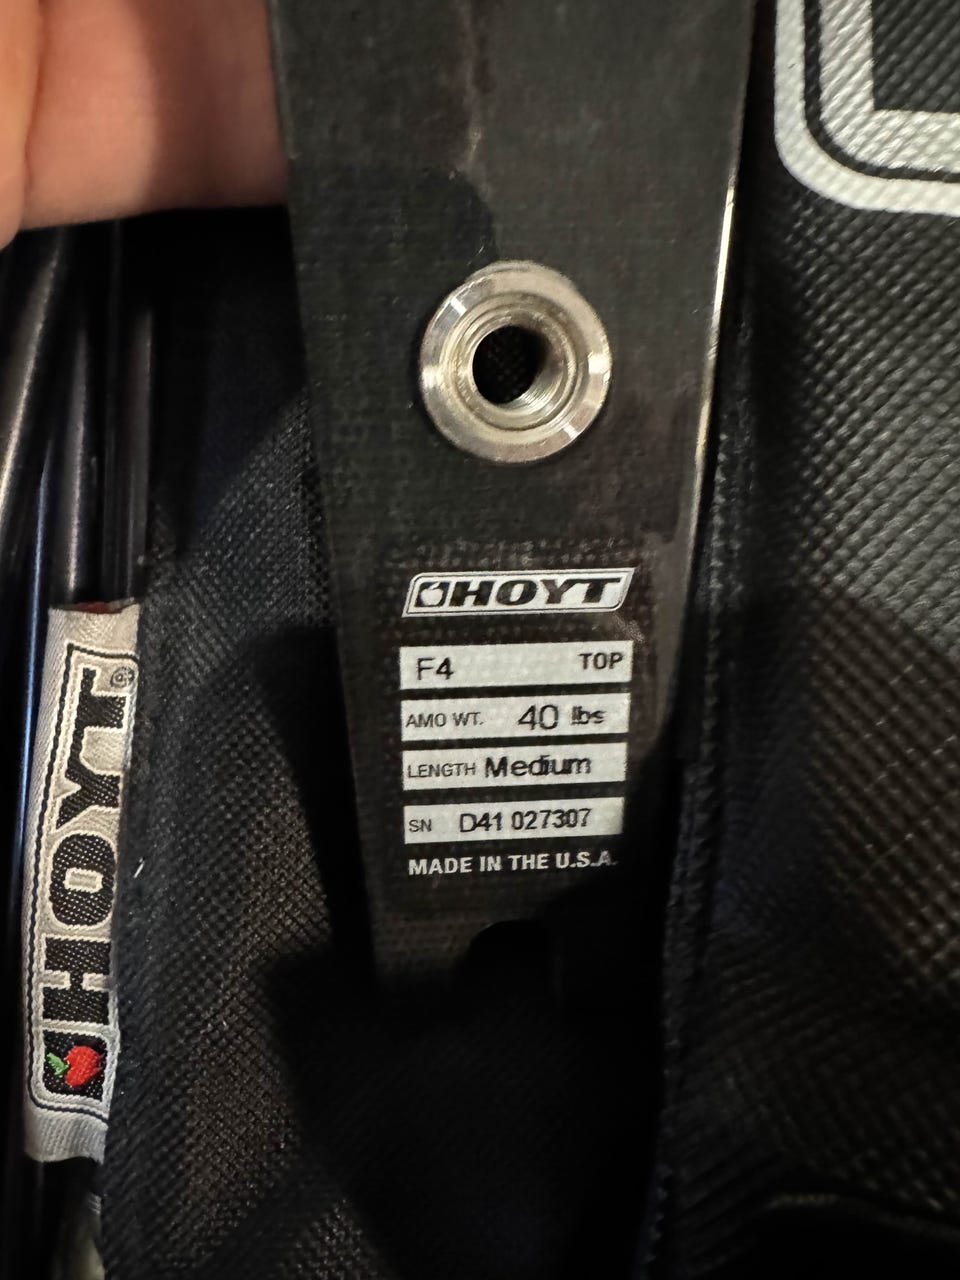 HOYT
F4 TOP
AMO WT. 40 lbs
LENGTH Medium
SN D41 027307
MADE IN THE U.S.A.
HOYT®